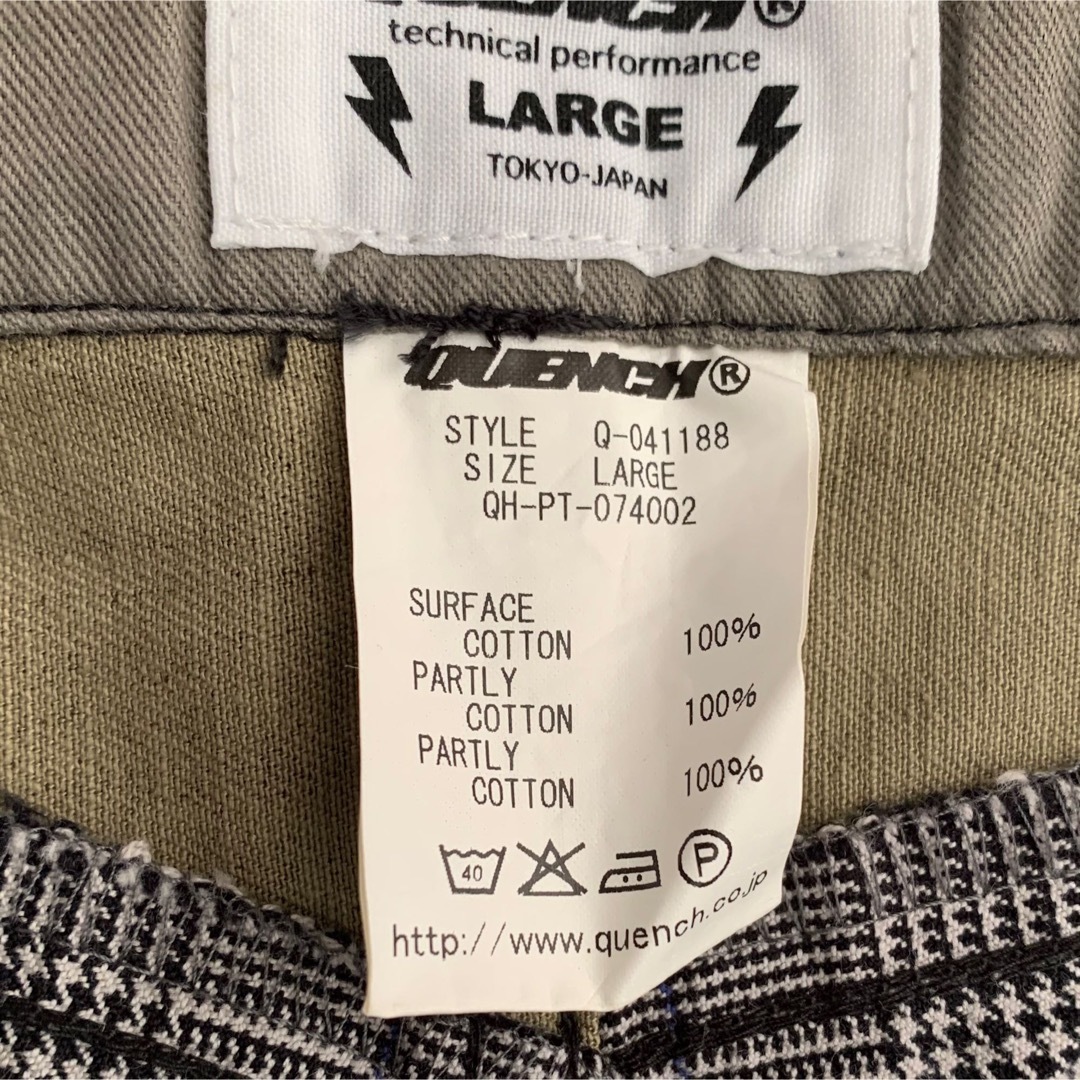 QUENCH ®
technical performance
LARGE
TOKYO-JAPAN
QUENCH®
STYLE Q-041188
SIZE LARGE
QH-PT-074002
SURFACE
COTTON 100%
PARTLY
COTTON 100%
PARTLY
COTTON 100%
40 P
http://www.quench.co.jp